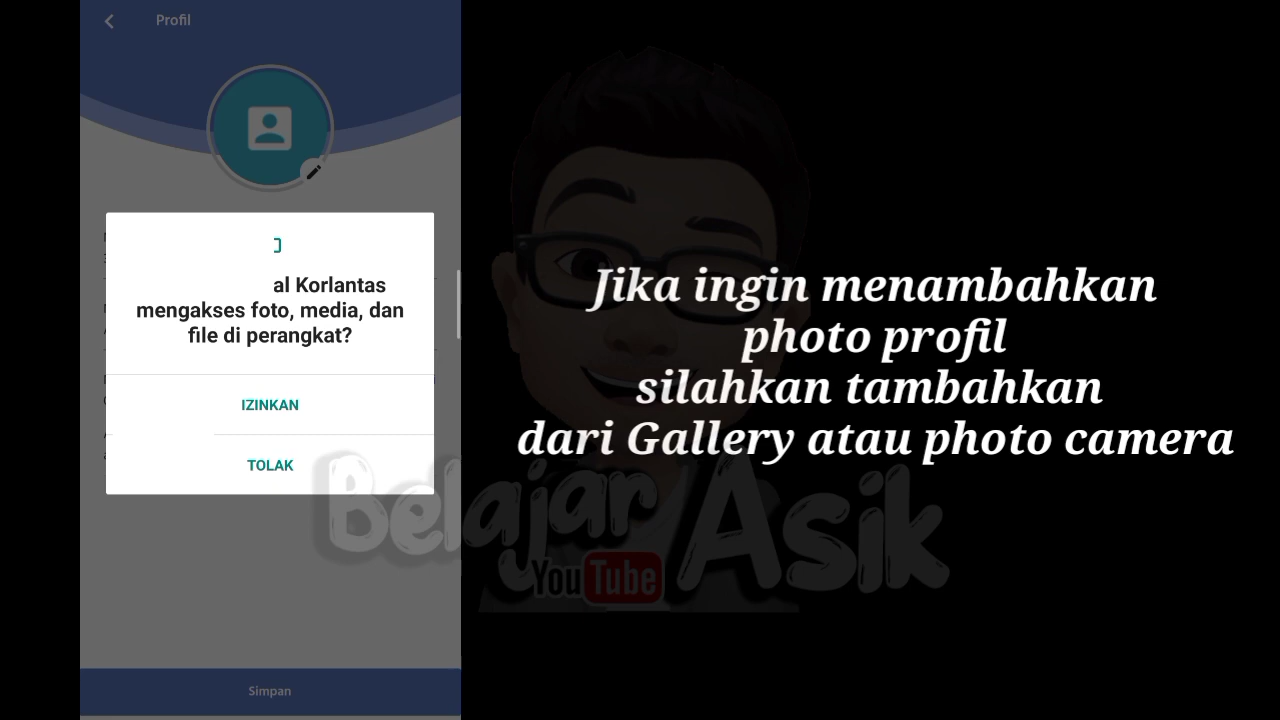 Profil
al Korlantas
mengakses foto, media, dan
file di perangkat?
IZINKAN
TOLAK
Simpan
Jika ingin menambahkan
photo profil
silahkan tambahkan
dari Gallery atau photo camera
Belajar Asik
YouTube